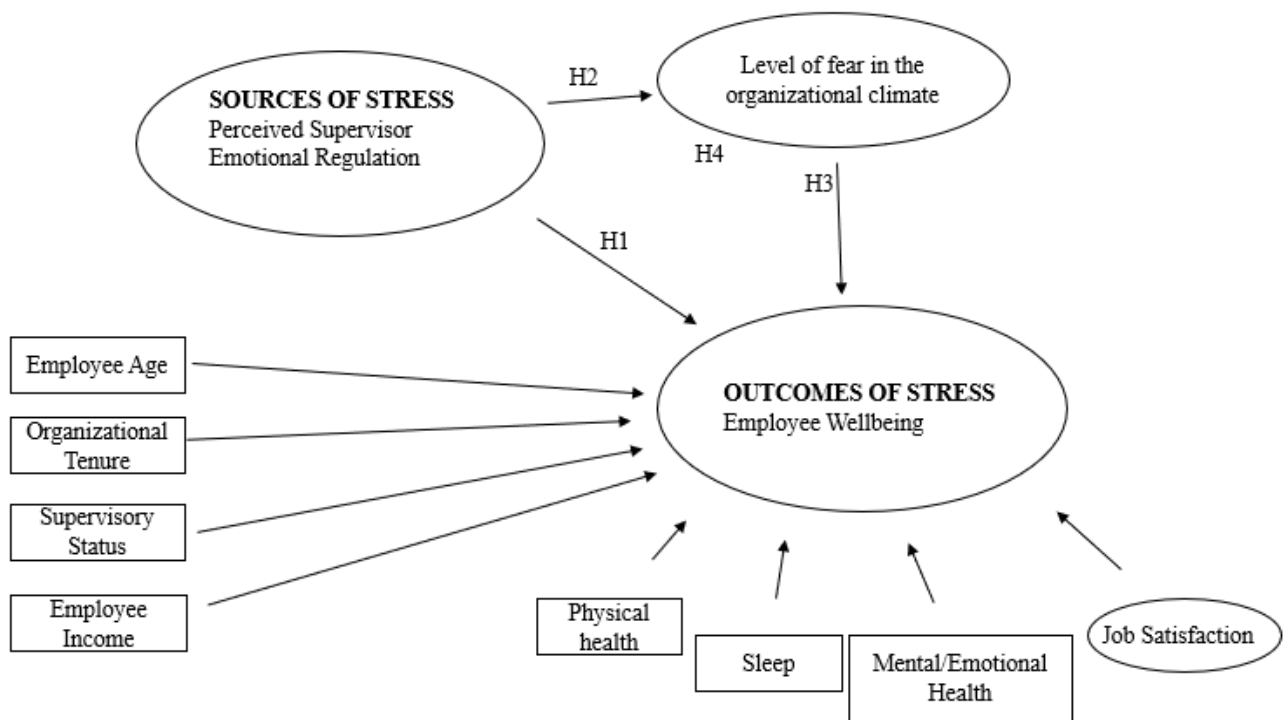 Level of fear in the
organizational climate
H2
SOURCES OF STRESS
Perceived Supervisor
Emotional Regulation
H4
H3
H1
Employee Age
OUTCOMES OF STRESS
Employee Wellbeing
Organizational
Tenure
Supervisory
Status
Employee
Income
Physical
health
Sleep
Mental/Emotional
Health
Job Satisfaction